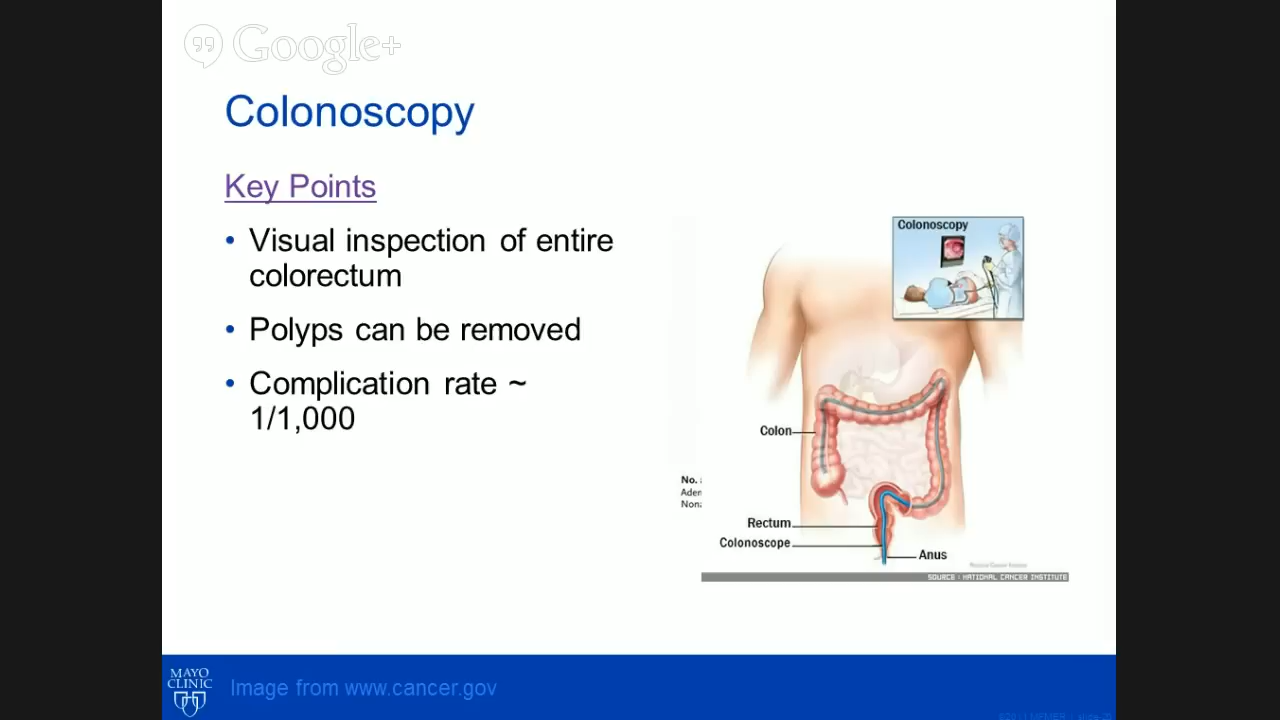 Google+
Colonoscopy
Key Points
• Visual inspection of entire
colorectum
• Polyps can be removed
• Complication rate ~
1/1,000
Colonoscopy
Colon
No.
Rectum
Colonoscope
Anus
SOURCE : NATIONAL CANCER INSTITUTE
MAYO
CLINIC
Image from www.cancer.gov